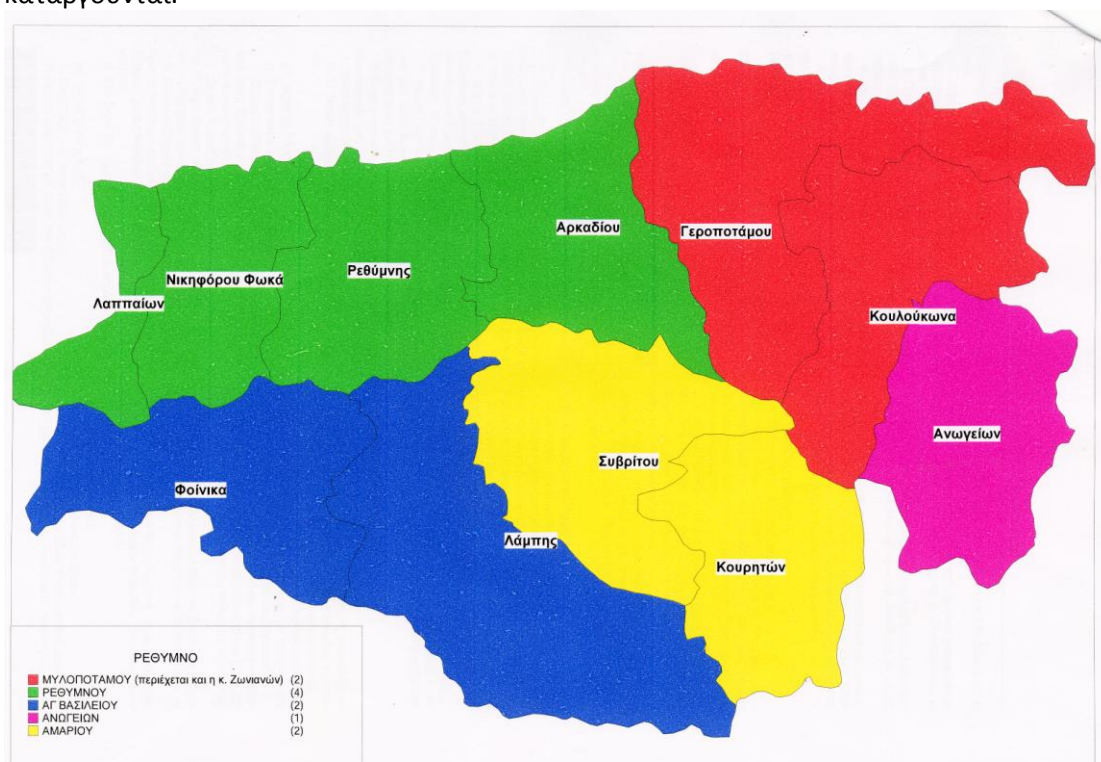 καταργούνται.
Αρκαδίου
Γεροποτάμου
Ρεθύμνης
Νικηφόρου Φωκά
Λαππαίων
Κουλούκωνα
Ανωγείων
Συβρίτου
Φοίνικα
Λάμπης
Κουρητών
ΡΕΘΥΜΝΟ
ΜΥΛΟΠΟΤΑΜΟΥ (περιέχεται και η κ. Ζωνιανών) (2)
ΡΕΘΥΜΝΟΥ (4)
ΑΓ ΒΑΣΙΛΕΙΟΥ (2)
ΑΝΩΓΕΙΩΝ (1)
ΑΜΑΡΙΟΥ (2)